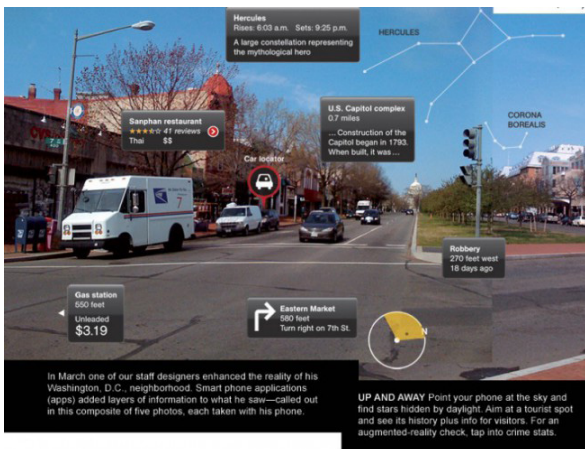 Hercules
Rises: 6:03 a.m. Sets: 9:25 p.m.
A large constellation representing
the mythological hero
HERCULES
CORONA
BOREALIS
Sanphan restaurant
41 reviews
Thai $$
U.S. Capitol complex
0.7 miles
... Construction of the
Capitol began in 1793.
When built, it was ...
Car locator
CVS
7
Robbery
270 feet west
18 days ago
Gas station
550 feet
Unleaded
$3.19
Eastern Market
580 feet
Turn right on 7th St.
N
In March one of our staff designers enhanced the reality of his
Washington, D.C., neighborhood. Smart phone applications
(apps) added layers of information to what he saw—called out
in this composite of five photos, each taken with his phone.
UP AND AWAY Point your phone at the sky and
find stars hidden by daylight. Aim at a tourist spot
and see its history plus info for visitors. For an
augmented-reality check, tap into crime stats.